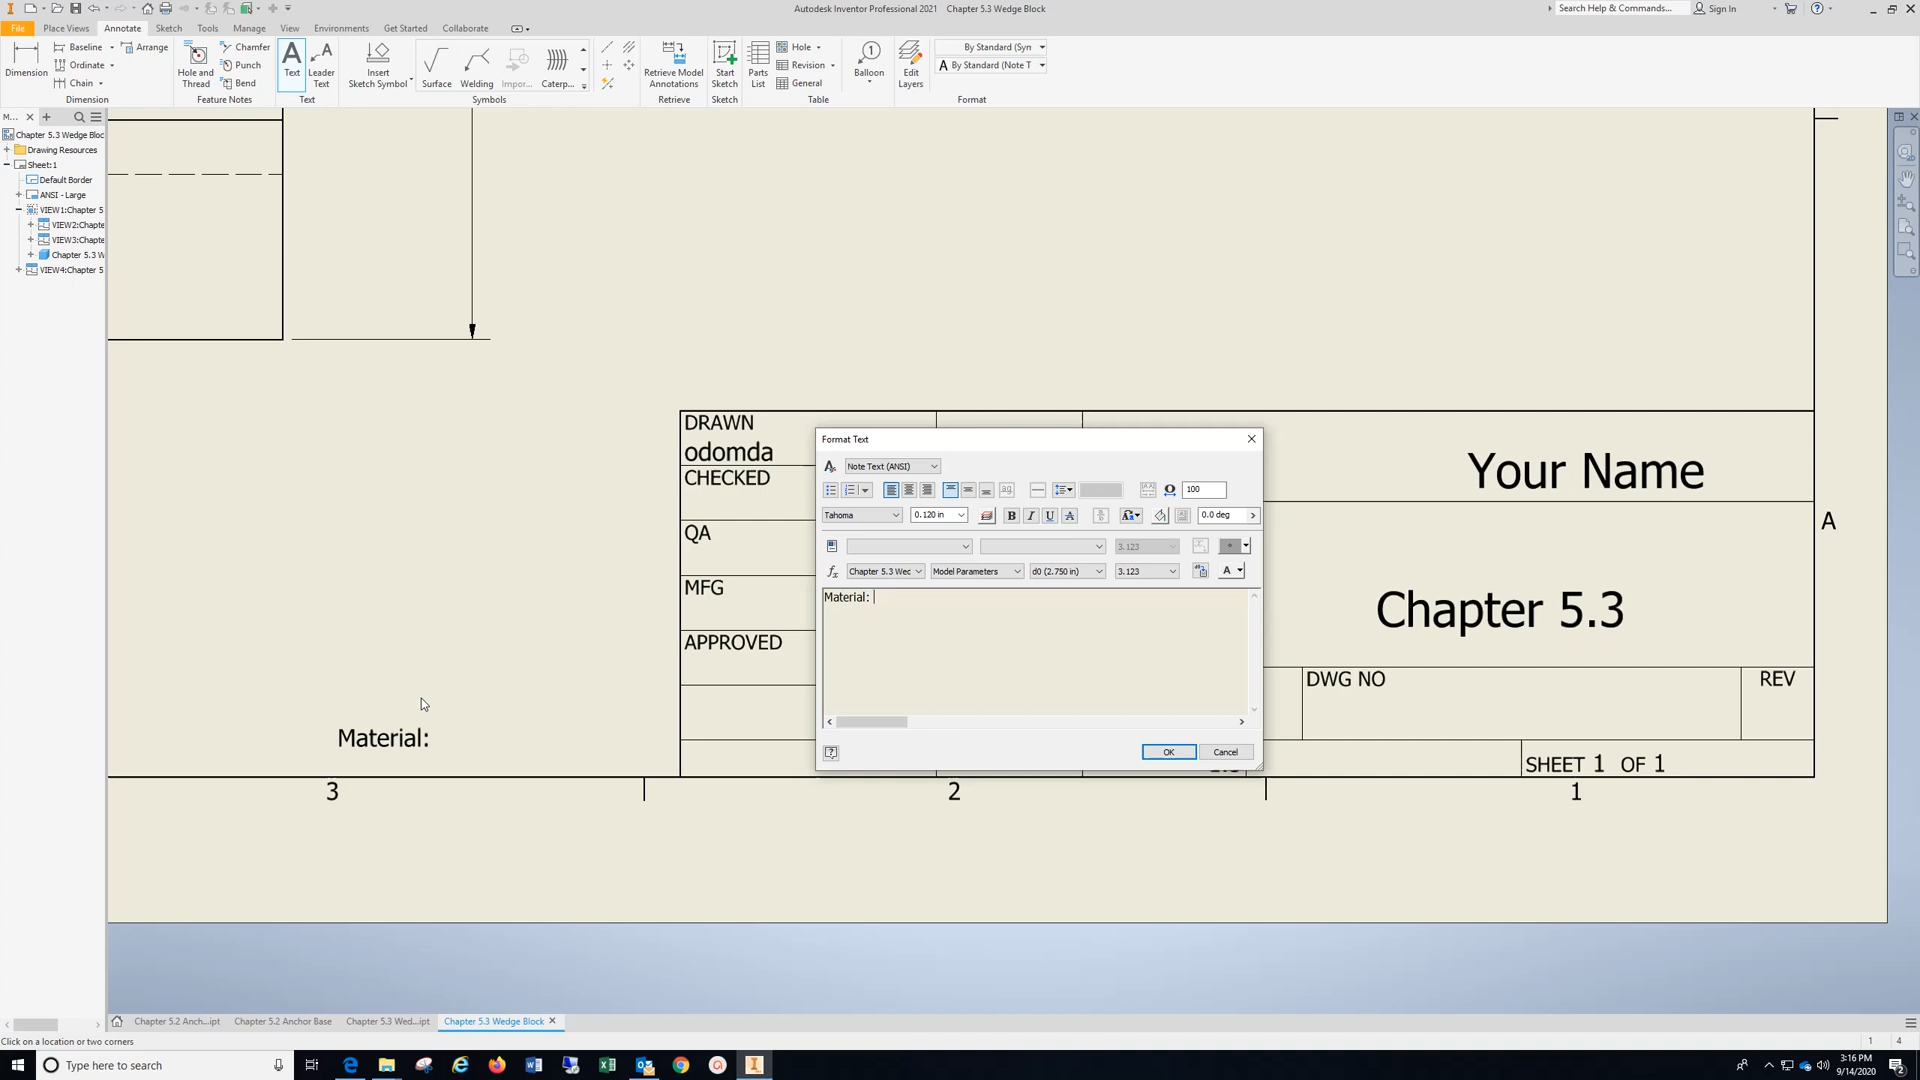 Autodesk Inventor Professional 2021 Chapter 5.3 Wedge Block
Search Help & Commands...
Sign In
File Place Views Annotate Sketch Tools Manage View Environments Get Started Collaborate
Dimension
Baseline
Ordinate
Chain
Arrange
Dimension
Hole and Thread
Chamfer
Punch
Bend
Feature Notes
Text
Leader Text
Text
Insert Sketch Symbol
Surface
Welding
Impor...
Caterp...
Symbols
Retrieve Model Annotations
Retrieve
Start Sketch
Sketch
Parts List
Hole
Revision
General
Table
Balloon
Edit Layers
By Standard (Syn
A By Standard (Note T
Format
M...
Chapter 5.3 Wedge Bloc
Drawing Resources
Sheet:1
Default Border
ANSI - Large
VIEW1:Chapter 5
VIEW2:Chapte
VIEW3:Chapte
Chapter 5.3 W
VIEW4:Chapter 5
DRAWN
odomda
CHECKED
QA
MFG
APPROVED
Your Name
Chapter 5.3
DWG NO
REV
SHEET 1 OF 1
A
Material:
3
2
1
Format Text
Note Text (ANSI)
100
Tahoma
0.120 in
B I U A
0.0 deg
3.123
Chapter 5.3 Wec
Model Parameters
d0 (2.750 in)
3.123
A
Material:
OK
Cancel
Chapter 5.2 Anch...ipt
Chapter 5.2 Anchor Base
Chapter 5.3 Wed...ipt
Chapter 5.3 Wedge Block
Click on a location or two corners
1
4
Type here to search
3:16 PM
9/14/2020